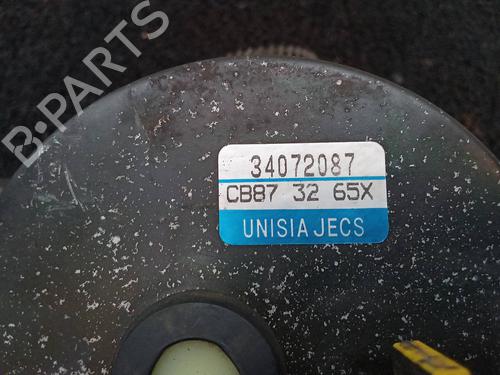 B-PARTS
34072087
CB87 32 65X
UNISIA JECS